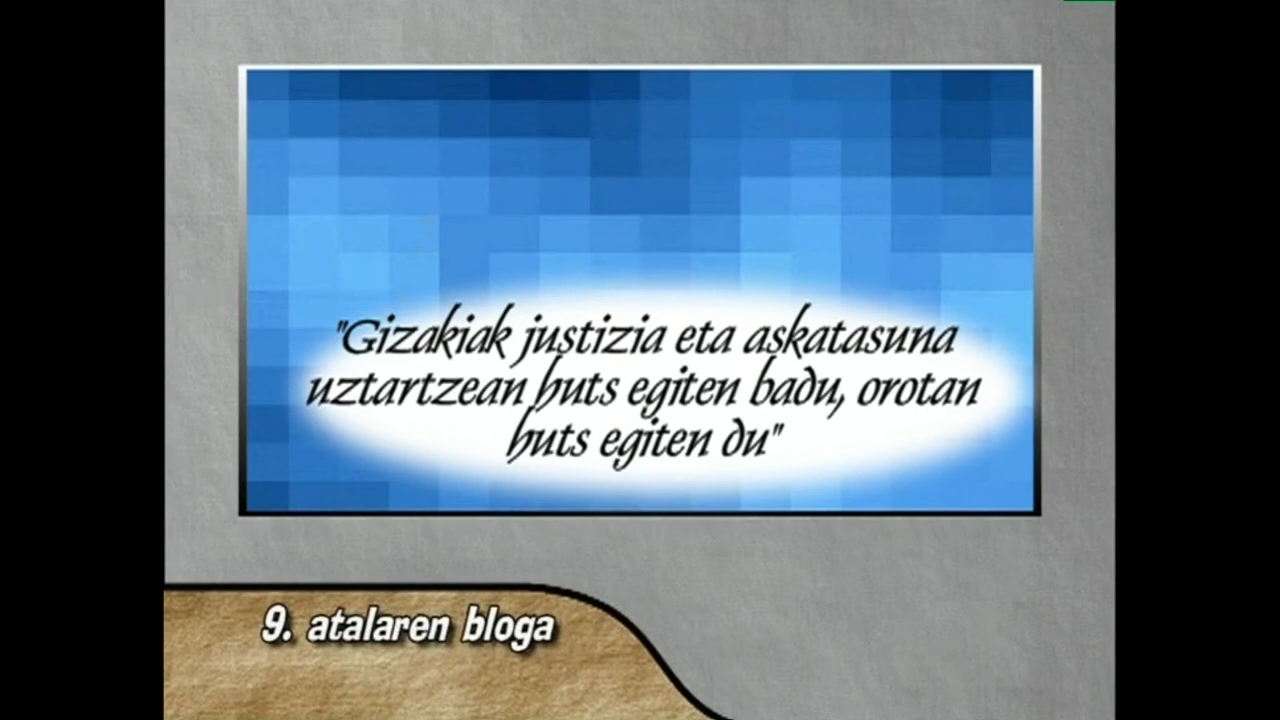 "Gizakiak justizia eta askatasuna
uztartzean huts egiten badu, orotan
huts egiten du"
9. atalaren bloga